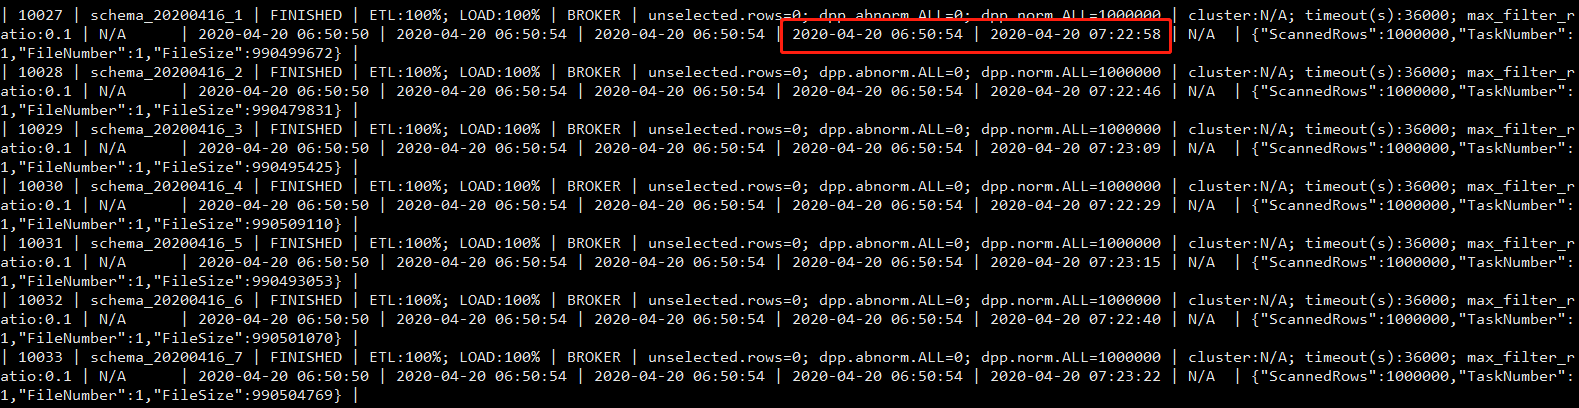 | 10027 | schema_20200416_1 | FINISHED | ETL:100%; LOAD:100% | BROKER | unselected.rows=0; dpp.abnorm.ALL=0; dpp.norm.ALL=1000000 | cluster:N/A; timeout(s):36000; max_filter_r
atio:0.1 | N/A | 2020-04-20 06:50:50 | 2020-04-20 06:50:54 | 2020-04-20 06:50:54 | 2020-04-20 06:50:54 | 2020-04-20 07:22:58 | N/A | {"ScannedRows":1000000,"TaskNumber":
1,"FileNumber":1,"FileSize":990499672} |
| 10028 | schema_20200416_2 | FINISHED | ETL:100%; LOAD:100% | BROKER | unselected.rows=0; dpp.abnorm.ALL=0; dpp.norm.ALL=1000000 | cluster:N/A; timeout(s):36000; max_filter_r
atio:0.1 | N/A | 2020-04-20 06:50:50 | 2020-04-20 06:50:54 | 2020-04-20 06:50:54 | 2020-04-20 06:50:54 | 2020-04-20 07:22:46 | N/A | {"ScannedRows":1000000,"TaskNumber":
1,"FileNumber":1,"FileSize":990479831} |
| 10029 | schema_20200416_3 | FINISHED | ETL:100%; LOAD:100% | BROKER | unselected.rows=0; dpp.abnorm.ALL=0; dpp.norm.ALL=1000000 | cluster:N/A; timeout(s):36000; max_filter_r
atio:0.1 | N/A | 2020-04-20 06:50:50 | 2020-04-20 06:50:54 | 2020-04-20 06:50:54 | 2020-04-20 06:50:54 | 2020-04-20 07:23:09 | N/A | {"ScannedRows":1000000,"TaskNumber":
1,"FileNumber":1,"FileSize":990495425} |
| 10030 | schema_20200416_4 | FINISHED | ETL:100%; LOAD:100% | BROKER | unselected.rows=0; dpp.abnorm.ALL=0; dpp.norm.ALL=1000000 | cluster:N/A; timeout(s):36000; max_filter_r
atio:0.1 | N/A | 2020-04-20 06:50:50 | 2020-04-20 06:50:54 | 2020-04-20 06:50:54 | 2020-04-20 06:50:54 | 2020-04-20 07:22:29 | N/A | {"ScannedRows":1000000,"TaskNumber":
1,"FileNumber":1,"FileSize":990509110} |
| 10031 | schema_20200416_5 | FINISHED | ETL:100%; LOAD:100% | BROKER | unselected.rows=0; dpp.abnorm.ALL=0; dpp.norm.ALL=1000000 | cluster:N/A; timeout(s):36000; max_filter_r
atio:0.1 | N/A | 2020-04-20 06:50:50 | 2020-04-20 06:50:54 | 2020-04-20 06:50:54 | 2020-04-20 06:50:54 | 2020-04-20 07:23:15 | N/A | {"ScannedRows":1000000,"TaskNumber":
1,"FileNumber":1,"FileSize":990493053} |
| 10032 | schema_20200416_6 | FINISHED | ETL:100%; LOAD:100% | BROKER | unselected.rows=0; dpp.abnorm.ALL=0; dpp.norm.ALL=1000000 | cluster:N/A; timeout(s):36000; max_filter_r
atio:0.1 | N/A | 2020-04-20 06:50:50 | 2020-04-20 06:50:54 | 2020-04-20 06:50:54 | 2020-04-20 06:50:54 | 2020-04-20 07:22:40 | N/A | {"ScannedRows":1000000,"TaskNumber":
1,"FileNumber":1,"FileSize":990501070} |
| 10033 | schema_20200416_7 | FINISHED | ETL:100%; LOAD:100% | BROKER | unselected.rows=0; dpp.abnorm.ALL=0; dpp.norm.ALL=1000000 | cluster:N/A; timeout(s):36000; max_filter_r
atio:0.1 | N/A | 2020-04-20 06:50:50 | 2020-04-20 06:50:54 | 2020-04-20 06:50:54 | 2020-04-20 06:50:54 | 2020-04-20 07:23:22 | N/A | {"ScannedRows":1000000,"TaskNumber":
1,"FileNumber":1,"FileSize":990504769} |